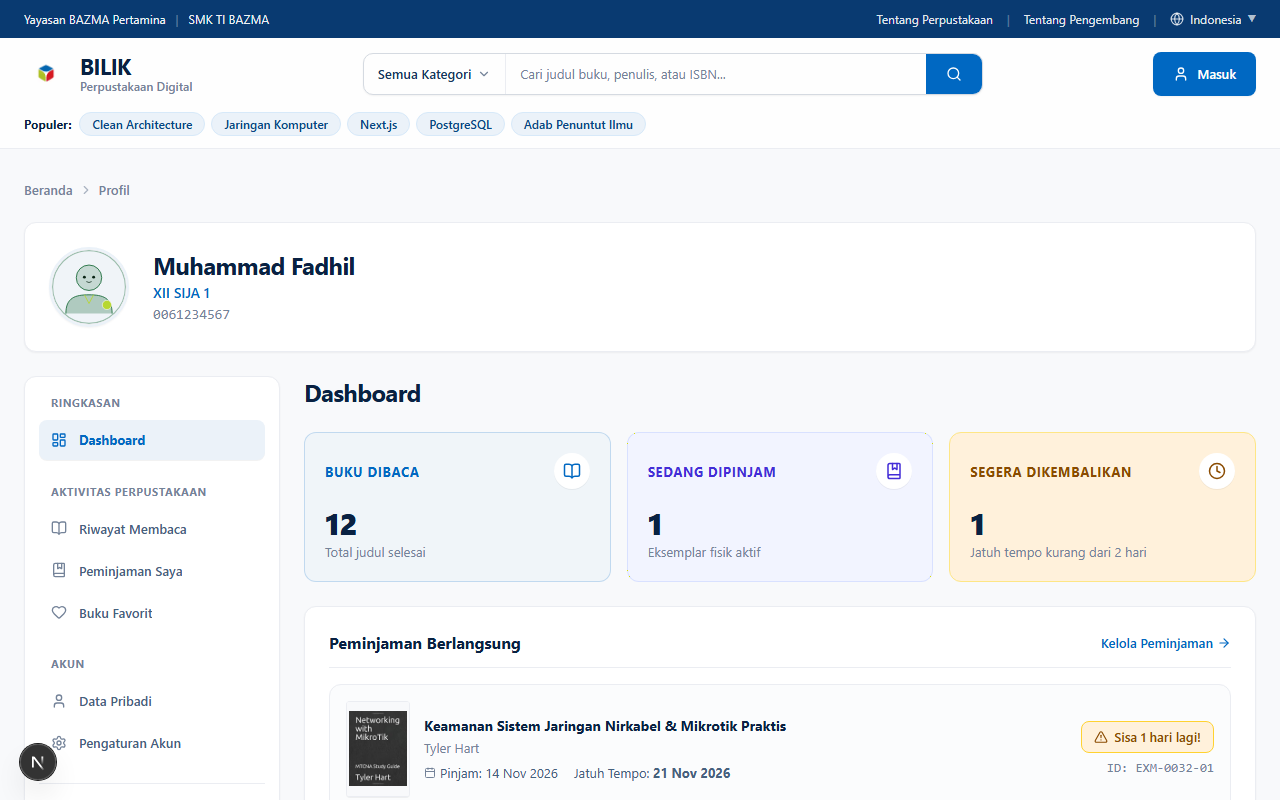 Yayasan BAZMA Pertamina | SMK TI BAZMA
Tentang Perpustakaan | Tentang Pengembang | Indonesia ▼
BILIK
Perpustakaan Digital
Semua Kategori
Cari judul buku, penulis, atau ISBN...
Masuk
Populer: Clean Architecture Jaringan Komputer Next.js PostgreSQL Adab Penuntut Ilmu
Beranda > Profil
Muhammad Fadhil
XII SIJA 1
0061234567
RINGKASAN
Dashboard
AKTIVITAS PERPUSTAKAAN
Riwayat Membaca
Peminjaman Saya
Buku Favorit
AKUN
Data Pribadi
Pengaturan Akun
N
Dashboard
BUKU DIBACA
12
Total judul selesai
SEDANG DIPINJAM
1
Eksemplar fisik aktif
SEGERA DIKEMBALIKAN
1
Jatuh tempo kurang dari 2 hari
Peminjaman Berlangsung
Kelola Peminjaman →
Networking
with
MikroTik
MTCNA Study Guide
Tyler Hart
Keamanan Sistem Jaringan Nirkabel & Mikrotik Praktis
Tyler Hart
Pinjam: 14 Nov 2026 Jatuh Tempo: 21 Nov 2026
Sisa 1 hari lagi!
ID: EXM-0032-01